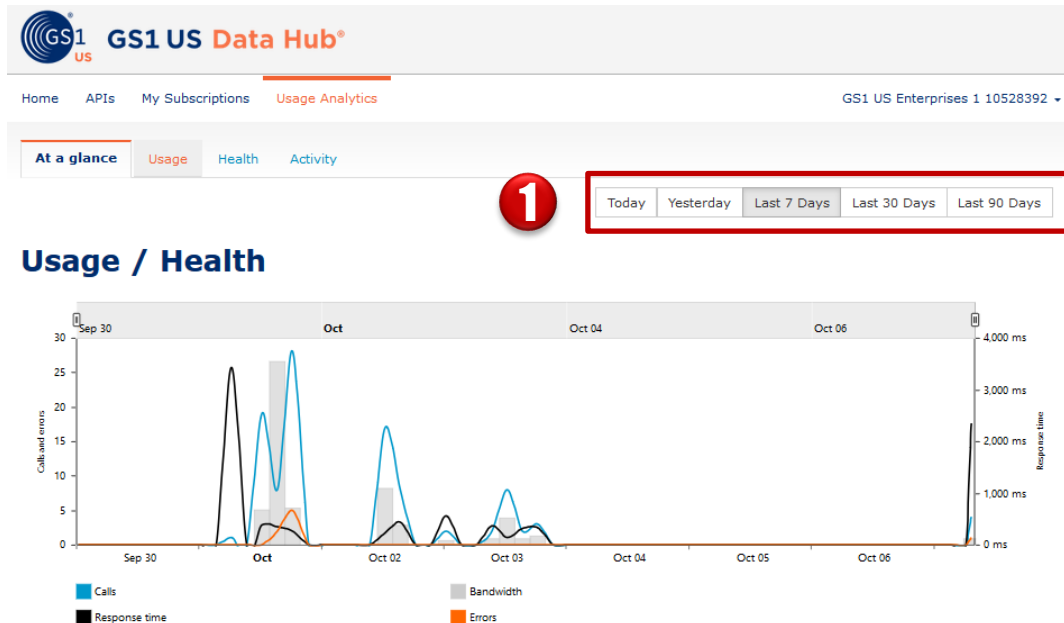 GS1 US
GS1 US Data Hub®
Home APIs My Subscriptions Usage Analytics GS1 US Enterprises 1 10528392
At a glance Usage Health Activity
1 Today Yesterday Last 7 Days Last 30 Days Last 90 Days
Usage / Health
Sep 30 Oct Oct 04 Oct 06
30 4,000 ms
25
3,000 ms
20
Calls and errors
15 2,000 ms
Response time
10
1,000 ms
5
0 0 ms
Sep 30 Oct Oct 02 Oct 03 Oct 04 Oct 05 Oct 06
Calls Bandwidth
Response time Errors